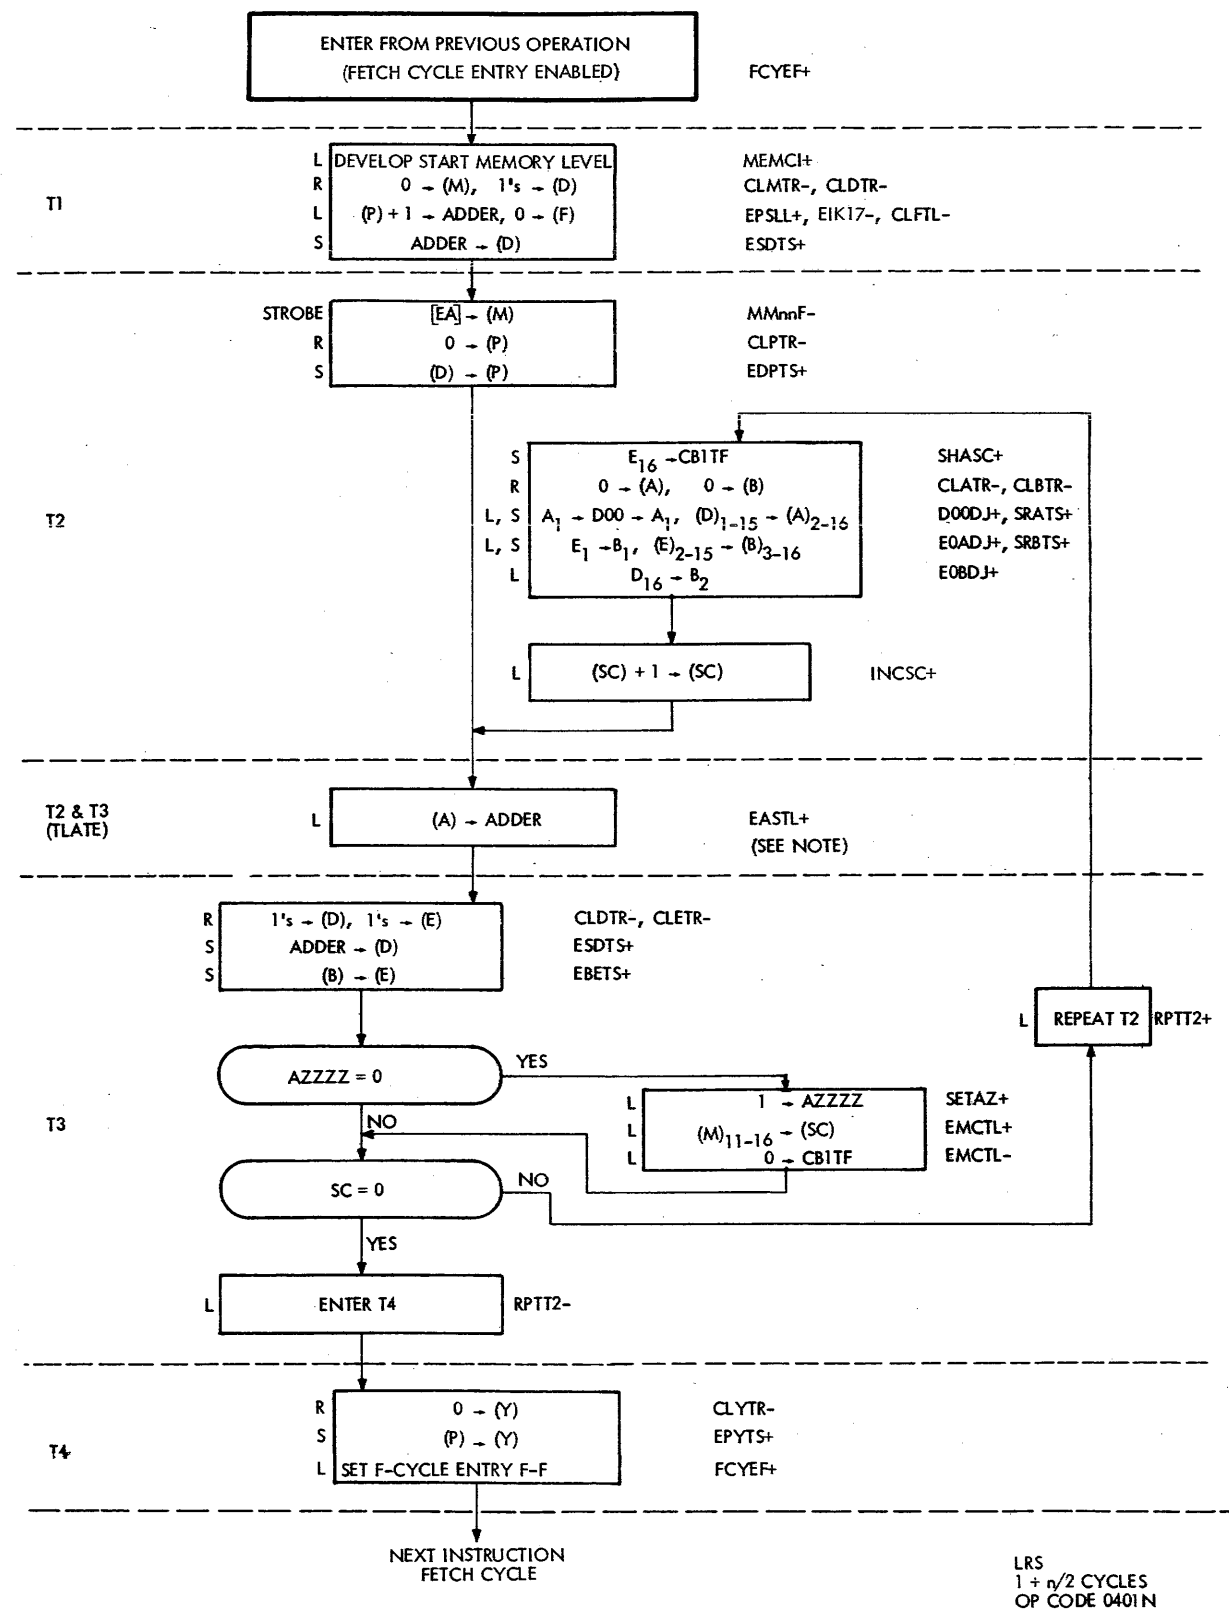 ENTER FROM PREVIOUS OPERATION
(FETCH CYCLE ENTRY ENABLED)
FCYEF+
T1
L DEVELOP START MEMORY LEVEL MEMCI+
R 0 → (M), 1's → (D) CLMTR-, CLDTR-
L (P) + 1 → ADDER, 0 → (F) EPSLL+, EIK17-, CLFTL-
S ADDER → (D) ESDTS+
STROBE [EA] → (M) MMnnF-
R 0 → (P) CLPTR-
S (D) → (P) EDPTS+
T2
S E16 → CB1TF SHASC+
R 0 → (A), 0 → (B) CLATR-, CLBTR-
L, S A1 → D00 → A1, (D)1-15 → (A)2-16 D00DJ+, SRATS+
L, S E1 → B1, (E)2-15 → (B)3-16 E0ADJ+, SRBTS+
L D16 → B2 E0BDJ+
L (SC) + 1 → (SC) INCSC+
T2 & T3
(TLATE)
L (A) → ADDER EASTL+
(SEE NOTE)
R 1's → (D), 1's → (E) CLDTR-, CLETR-
S ADDER → (D) ESDTS+
S (B) → (E) EBETS+
L REPEAT T2 RPTT2+
AZZZZ = 0
YES
NO
T3
L 1 → AZZZZ SETAZ+
L (M)11-16 → (SC) EMCTL+
L 0 → CB1TF EMCTL-
SC = 0
NO
YES
L ENTER T4 RPTT2-
T4
R 0 → (Y) CLYTR-
S (P) → (Y) EPYTS+
L SET F-CYCLE ENTRY F-F FCYEF+
NEXT INSTRUCTION
FETCH CYCLE
LRS
1 + n/2 CYCLES
OP CODE 0401N